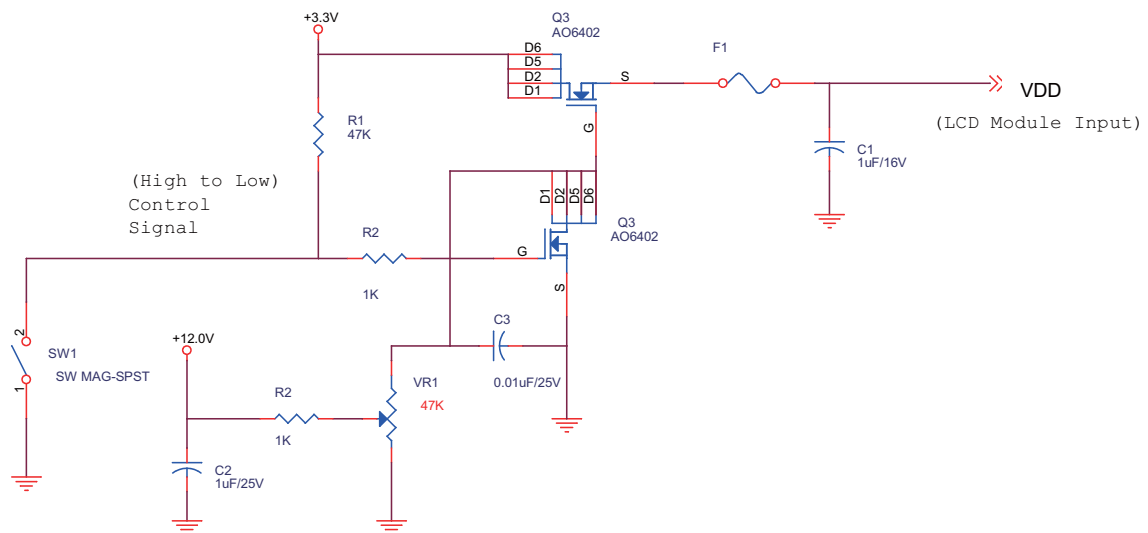 +3.3V
Q3
AO6402
D6
D5
D2
D1
S
G
F1
VDD
(LCD Module Input)
R1
47K
C1
1uF/16V
(High to Low)
Control
Signal
D1
D2
D5
D6
Q3
AO6402
R2
1K
G
S
2
1
SW1
SW MAG-SPST
+12.0V
C3
0.01uF/25V
VR1
47K
R2
1K
C2
1uF/25V